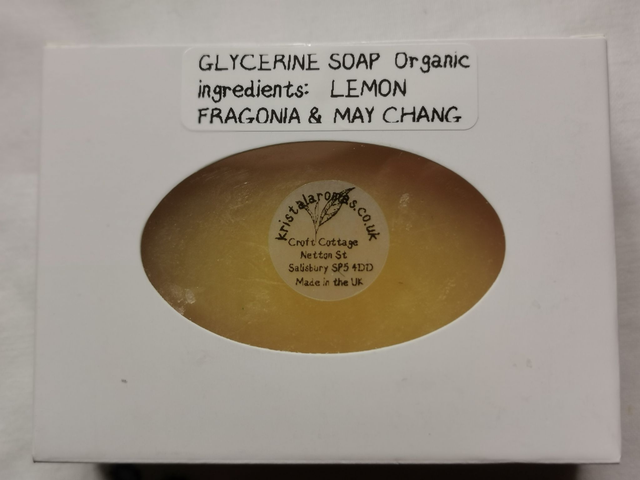 GLYCERINE SOAP Organic
ingredients: LEMON
FRAGONIA & MAY CHANG
kristalaromas.co.uk
Croft Cottage
Netton St
Salisbury SP5 4DD
Made in the UK